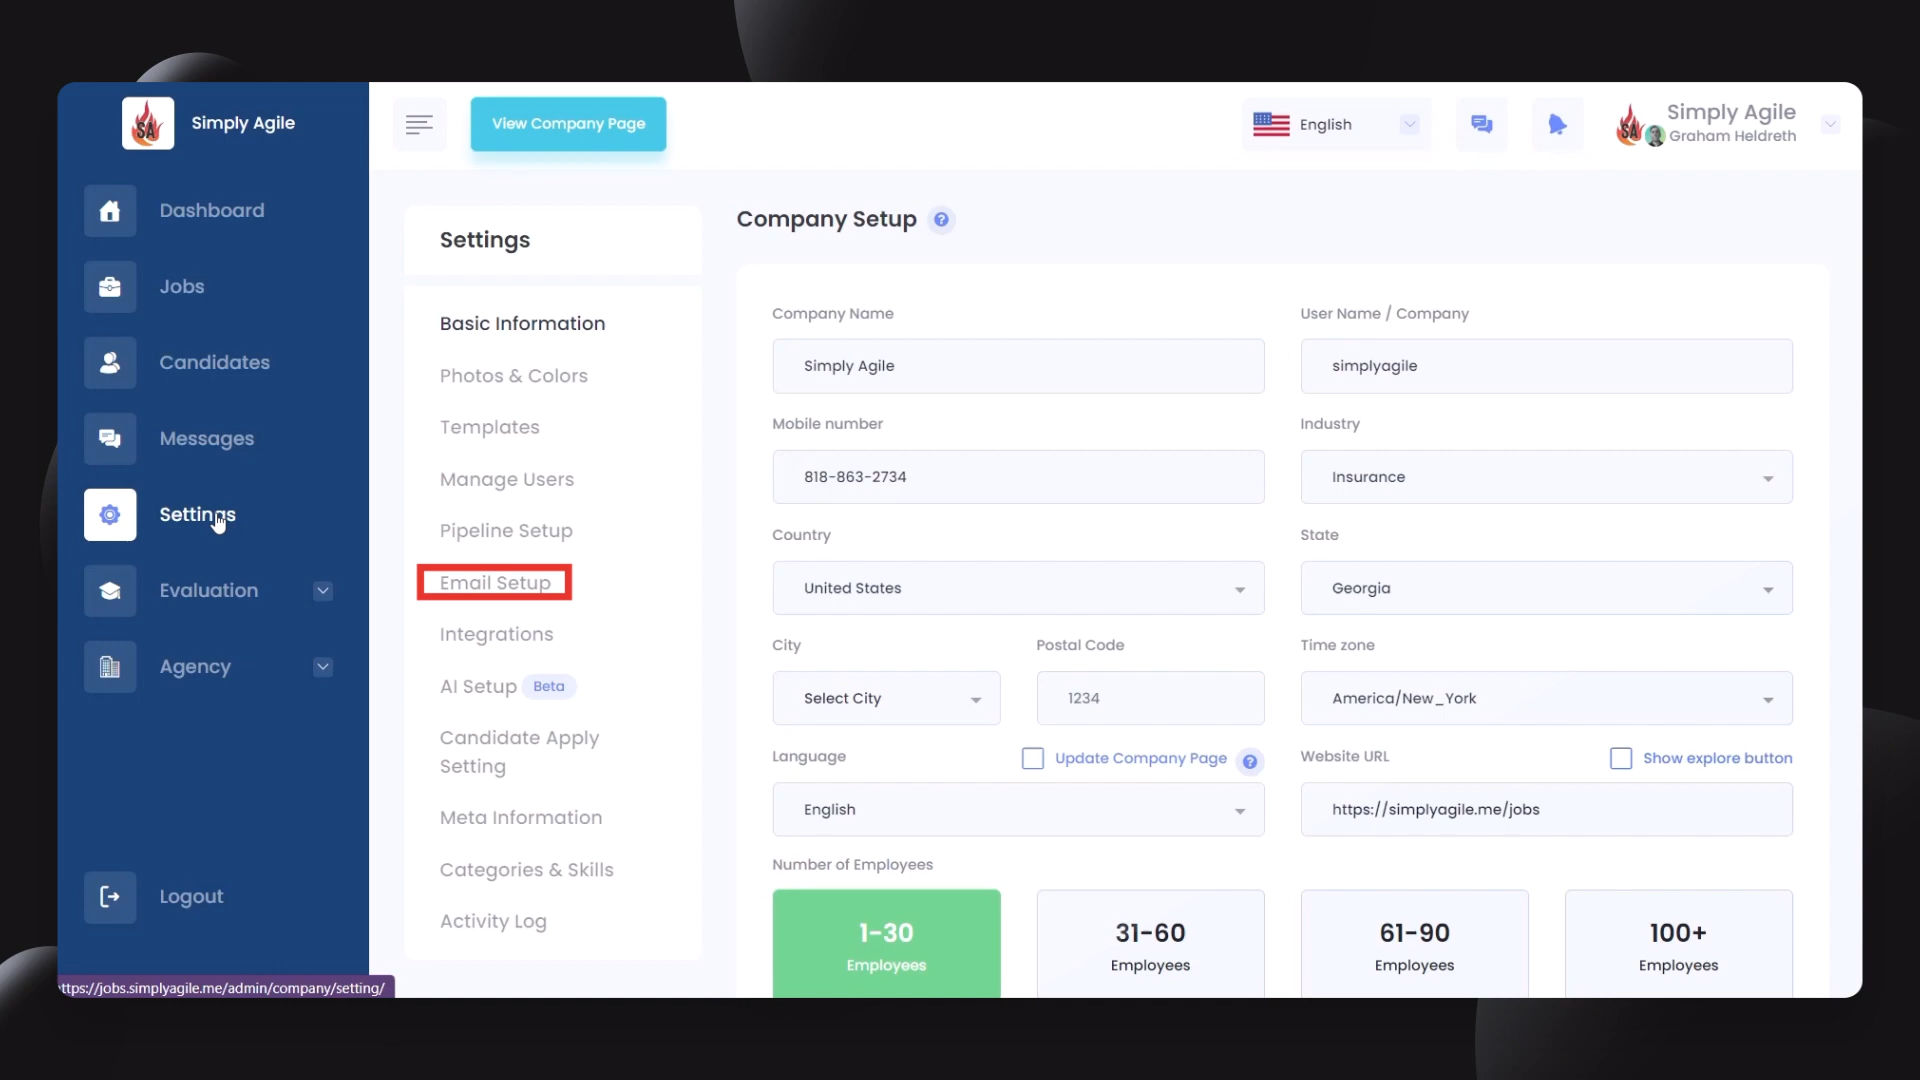 SA
Simply Agile
Dashboard
Jobs
Candidates
Messages
Settings
Evaluation
Agency
Logout
ttps://jobs.simplyagile.me/admin/company/setting/
View Company Page
English
SA
Simply Agile
Graham Heldreth
Settings
Basic Information
Photos & Colors
Templates
Manage Users
Pipeline Setup
Email Setup
Integrations
AI Setup Beta
Candidate Apply
Setting
Meta Information
Categories & Skills
Activity Log
Company Setup ?
Company Name
Simply Agile
User Name / Company
simplyagile
Mobile number
818-863-2734
Industry
Insurance
Country
United States
State
Georgia
City
Select City
Postal Code
1234
Time zone
America/New_York
Language
Update Company Page ?
English
Website URL
Show explore button
https://simplyagile.me/jobs
Number of Employees
1-30
Employees
31-60
Employees
61-90
Employees
100+
Employees